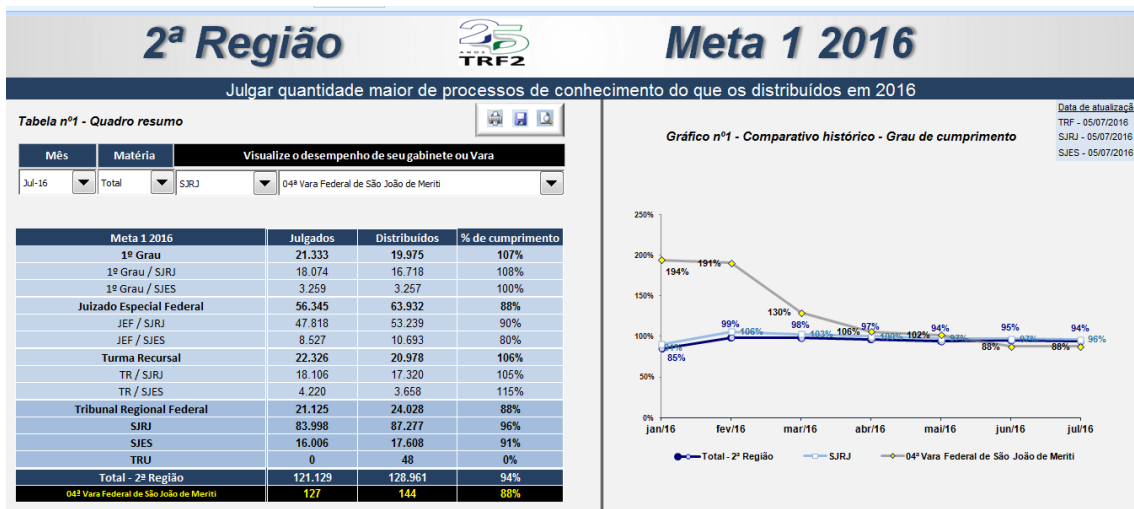 2ª Região
25
ANOS
TRF2
Meta 1 2016
Julgar quantidade maior de processos de conhecimento do que os distribuídos em 2016
Tabela nº1 - Quadro resumo
Mês Matéria Visualize o desempenho de seu gabinete ou Vara
Jul-16 Total SJRJ 04ª Vara Federal de São João de Meriti
Meta 1 2016 Julgados Distribuídos % de cumprimento
1º Grau 21.333 19.975 107%
1º Grau / SJRJ 18.074 16.718 108%
1º Grau / SJES 3.259 3.257 100%
Juizado Especial Federal 56.345 63.932 88%
JEF / SJRJ 47.818 53.239 90%
JEF / SJES 8.527 10.693 80%
Turma Recursal 22.326 20.978 106%
TR / SJRJ 18.106 17.320 105%
TR / SJES 4.220 3.658 115%
Tribunal Regional Federal 21.125 24.028 88%
SJRJ 83.998 87.277 96%
SJES 16.006 17.608 91%
TRU 0 48 0%
Total - 2ª Região 121.129 128.961 94%
04ª Vara Federal de São João de Meriti 127 144 88%
Gráfico nº1 - Comparativo histórico - Grau de cumprimento
Data de atualizaçã
TRF - 05/07/2016
SJRJ - 05/07/2016
SJES - 05/07/2016
250%
200%
150%
100%
50%
0%
194% 191% 130% 106% 102% 88% 88%
99% 98% 97% 94% 95% 94%
106% 103% 100% 97% 97% 96%
85%
jan/16 fev/16 mar/16 abr/16 mai/16 jun/16 jul/16
Total - 2ª Região SJRJ 04ª Vara Federal de São João de Meriti